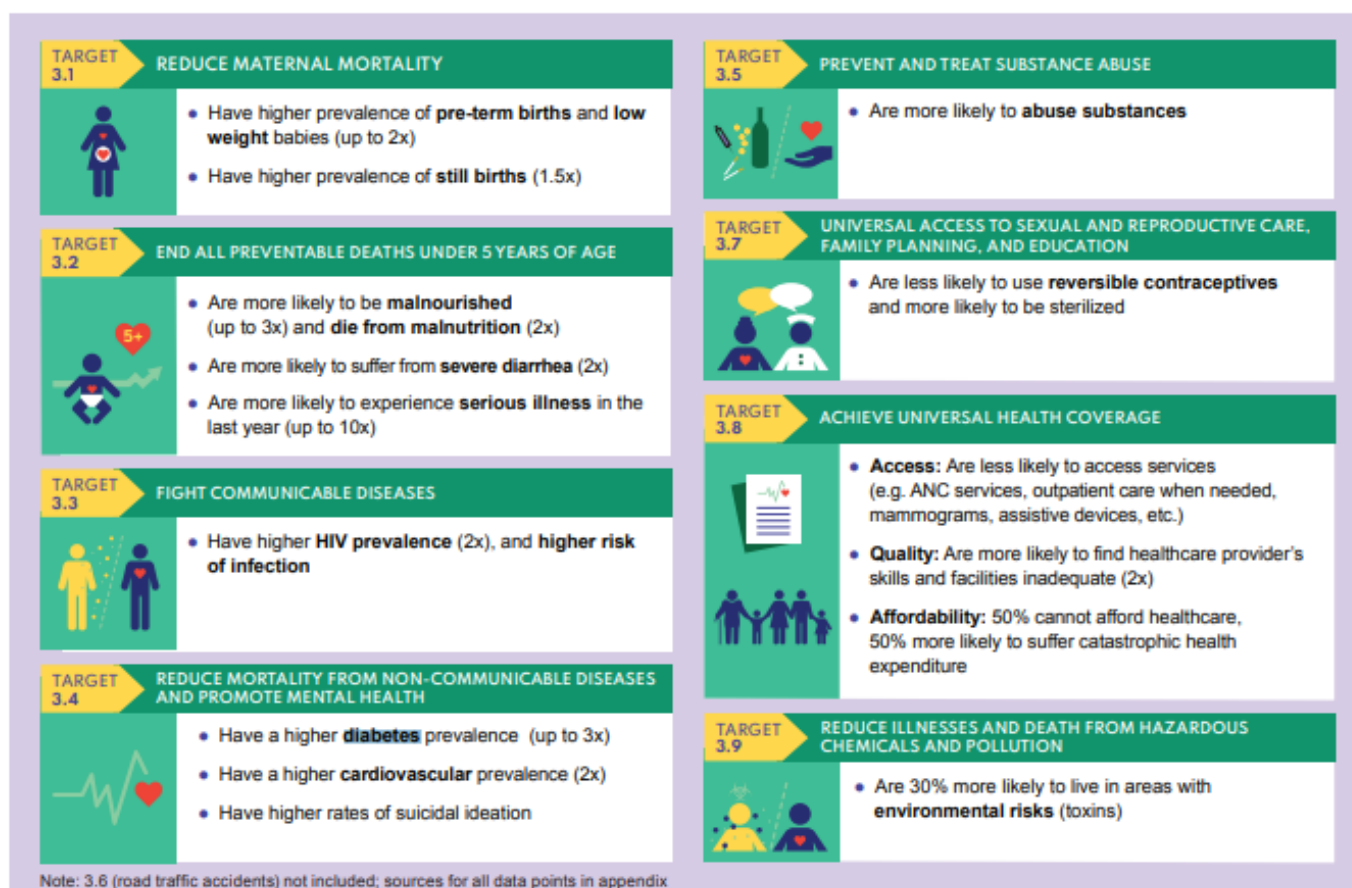 TARGET
3.1
REDUCE MATERNAL MORTALITY
• Have higher prevalence of pre-term births and low
weight babies (up to 2x)
• Have higher prevalence of still births (1.5x)
TARGET
3.2
END ALL PREVENTABLE DEATHS UNDER 5 YEARS OF AGE
5+
• Are more likely to be malnourished
(up to 3x) and die from malnutrition (2x)
• Are more likely to suffer from severe diarrhea (2x)
• Are more likely to experience serious illness in the
last year (up to 10x)
TARGET
3.3
FIGHT COMMUNICABLE DISEASES
• Have higher HIV prevalence (2x), and higher risk
of infection
TARGET
3.4
REDUCE MORTALITY FROM NON-COMMUNICABLE DISEASES
AND PROMOTE MENTAL HEALTH
• Have a higher diabetes prevalence (up to 3x)
• Have a higher cardiovascular prevalence (2x)
• Have higher rates of suicidal ideation
TARGET
3.5
PREVENT AND TREAT SUBSTANCE ABUSE
• Are more likely to abuse substances
TARGET
3.7
UNIVERSAL ACCESS TO SEXUAL AND REPRODUCTIVE CARE,
FAMILY PLANNING, AND EDUCATION
• Are less likely to use reversible contraceptives
and more likely to be sterilized
TARGET
3.8
ACHIEVE UNIVERSAL HEALTH COVERAGE
• Access: Are less likely to access services
(e.g. ANC services, outpatient care when needed,
mammograms, assistive devices, etc.)
• Quality: Are more likely to find healthcare provider's
skills and facilities inadequate (2x)
• Affordability: 50% cannot afford healthcare,
50% more likely to suffer catastrophic health
expenditure
TARGET
3.9
REDUCE ILLNESSES AND DEATH FROM HAZARDOUS
CHEMICALS AND POLLUTION
• Are 30% more likely to live in areas with
environmental risks (toxins)
Note: 3.6 (road traffic accidents) not included; sources for all data points in appendix